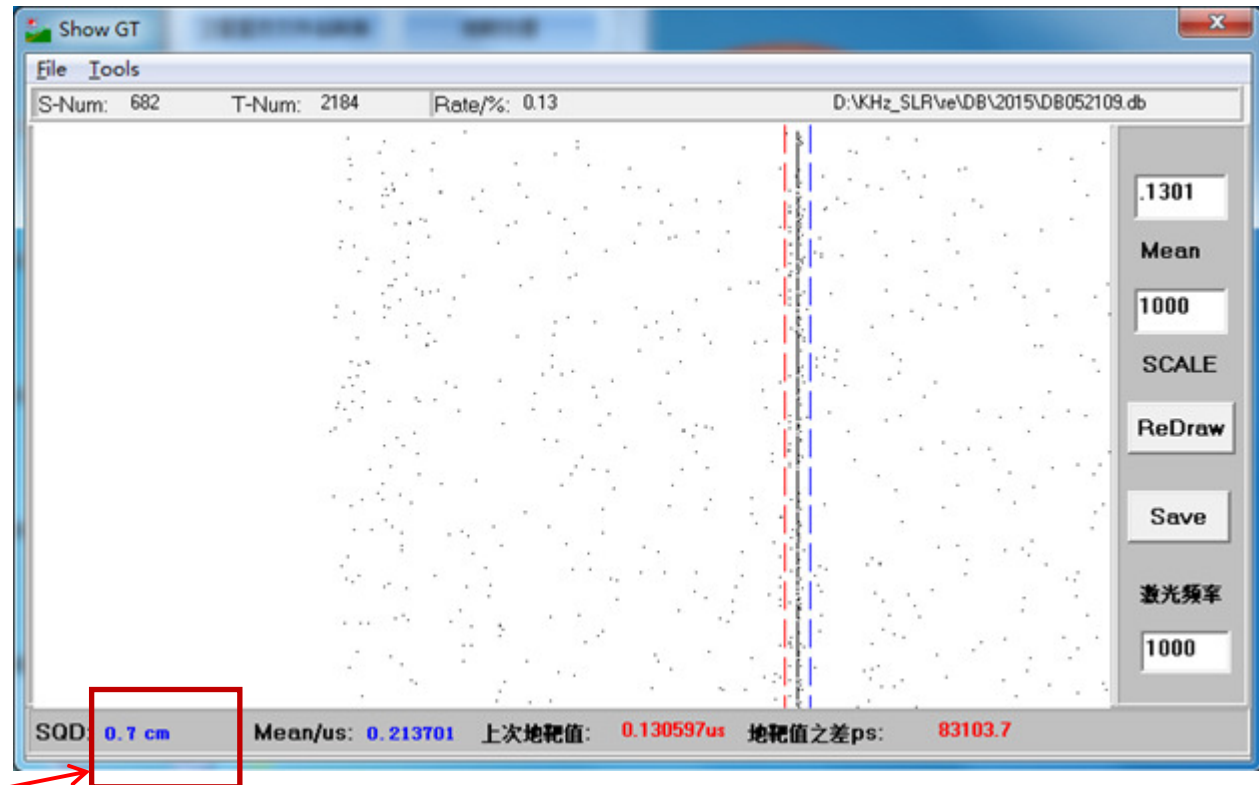 Show GT
File Tools
S-Num: 682 T-Num: 2184 Rate/%: 0.13 D:\KHz_SLR\re\DB\2015\DB052109.db
.1301
Mean
1000
SCALE
ReDraw
Save
激光频率
1000
SQD: 0.7 cm Mean/us: 0.213701 上次地靶值: 0.130597us 地靶值之差ps: 83103.7